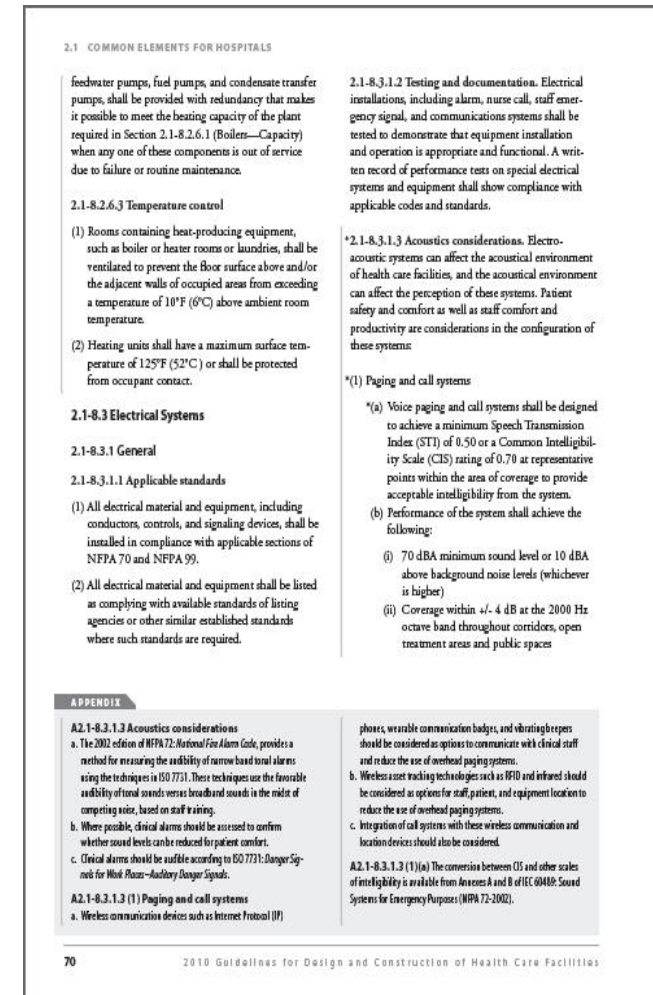 2.1 COMMON ELEMENTS FOR HOSPITALS
feedwater pumps, fuel pumps, and condensate transfer
pumps, shall be provided with redundancy that makes
it possible to meet the heating capacity of the plant
required in Section 2.1-8.2.6.1 (Boilers—Capacity)
when any one of these components is out of service
due to failure or routine maintenance.
2.1-8.2.6.3 Temperature control
(1) Rooms containing heat-producing equipment,
such as boiler or heater rooms or laundries, shall be
ventilated to prevent the floor surface above and/or
the adjacent walls of occupied areas from exceeding
a temperature of 10°F (6°C) above ambient room
temperature.
(2) Heating units shall have a maximum surface tem-
perature of 125°F (52°C) or shall be protected
from occupant contact.
2.1-8.3 Electrical Systems
2.1-8.3.1 General
2.1-8.3.1.1 Applicable standards
(1) All electrical material and equipment, including
conductors, controls, and signaling devices, shall be
installed in compliance with applicable sections of
NFPA 70 and NFPA 99.
(2) All electrical material and equipment shall be listed
as complying with available standards of listing
agencies or other similar established standards
where such standards are required.
2.1-8.3.1.2 Testing and documentation. Electrical
installations, including alarm, nurse call, staff emer-
gency signal, and communications systems shall be
tested to demonstrate that equipment installation
and operation is appropriate and functional. A writ-
ten record of performance tests on special electrical
systems and equipment shall show compliance with
applicable codes and standards.
*2.1-8.3.1.3 Acoustics considerations. Electro-
acoustic systems can affect the acoustical environment
of health care facilities, and the acoustical environment
can affect the perception of these systems. Patient
safety and comfort as well as staff comfort and
productivity are considerations in the configuration of
these systems:
*(1) Paging and call systems
*(a) Voice paging and call systems shall be designed
to achieve a minimum Speech Transmission
Index (STI) of 0.50 or a Common Intelligibil-
ity Scale (CIS) rating of 0.70 at representative
points within the area of coverage to provide
acceptable intelligibility from the system.
(b) Performance of the system shall achieve the
following:
(i) 70 dBA minimum sound level or 10 dBA
above background noise levels (whichever
is higher)
(ii) Coverage within +/- 4 dB at the 2000 Hz
octave band throughout corridors, open
treatment areas and public spaces
APPENDIX
A2.1-8.3.1.3 Acoustics considerations
a. The 2002 edition of NFPA 72: National Fire Alarm Code, provides a
method for measuring the audibility of narrow band tonal alarms
using the techniques in ISO 7731. These techniques use the favorable
audibility of tonal sounds versus broadband sounds in the midst of
competing noise, based on staff training.
b. Where possible, clinical alarms should be assessed to confirm
whether sound levels can be reduced for patient comfort.
c. Clinical alarms should be audible according to ISO 7731: Danger Sig-
nals for Work Places–Auditory Danger Signals.
A2.1-8.3.1.3 (1) Paging and call systems
a. Wireless communication devices such as Internet Protocol (IP)
phones, wearable communication badges, and vibrating beepers
should be considered as options to communicate with clinical staff
and reduce the use of overhead paging systems.
b. Wireless asset tracking technologies such as RFID and infrared should
be considered as options for staff, patient, and equipment location to
reduce the use of overhead paging systems.
c. Integration of call systems with these wireless communication and
location devices should also be considered.
A2.1-8.3.1.3 (1)(a) The conversion between CIS and other scales
of intelligibility is available from Annexes A and B of IEC 60489: Sound
Systems for Emergency Purposes (NFPA 72-2002).
70
2010 Guidelines for Design and Construction of Health Care Facilities